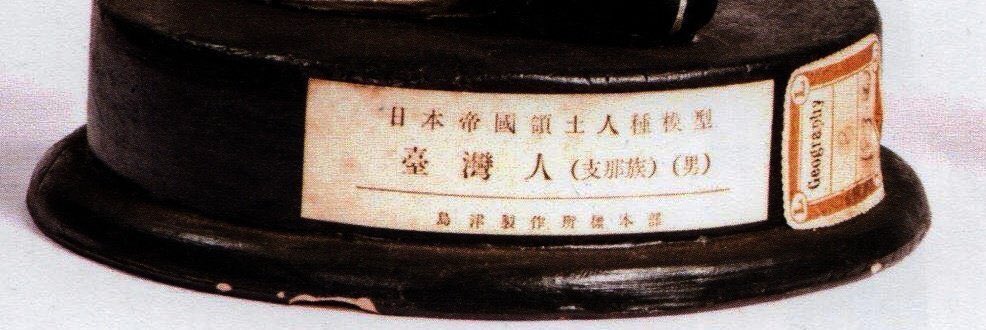 日本帝國領土人種模型
臺灣人(支那族)(男)
島津製作所標本部
Geography